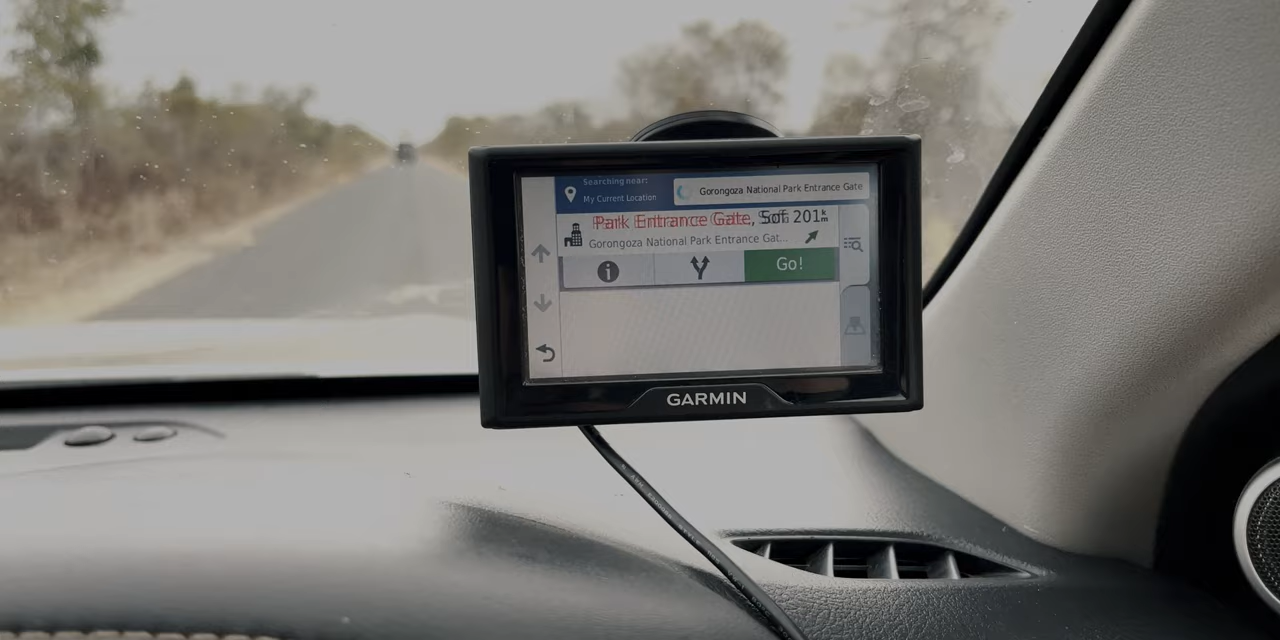 Searching near:
My Current Location
Gorongoza National Park Entrance Gate
Park Entrance Gate, Sof 201km
Gorongoza National Park Entrance Gat...
Go!
GARMIN